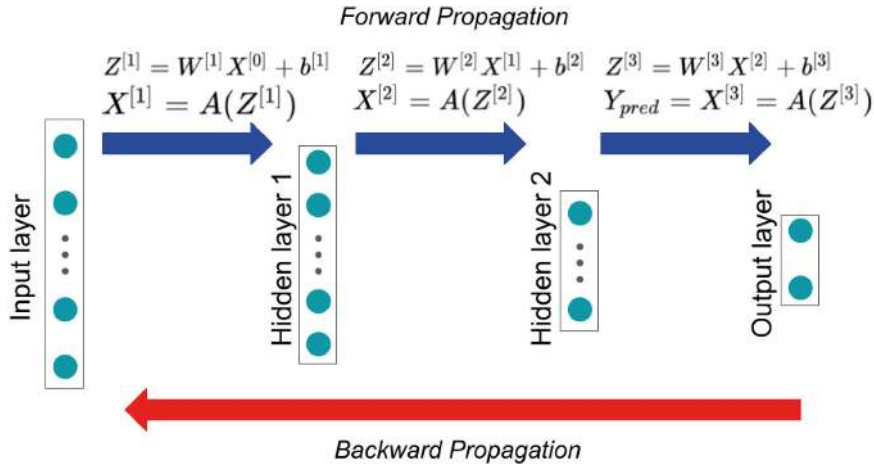 Forward Propagation
Z^{[1]} = W^{[1]} X^{[0]} + b^{[1]}
X^{[1]} = A(Z^{[1]})
Z^{[2]} = W^{[2]} X^{[1]} + b^{[2]}
X^{[2]} = A(Z^{[2]})
Z^{[3]} = W^{[3]} X^{[2]} + b^{[3]}
Y_{pred} = X^{[3]} = A(Z^{[3]})
Input layer
Hidden layer 1
Hidden layer 2
Output layer
Backward Propagation